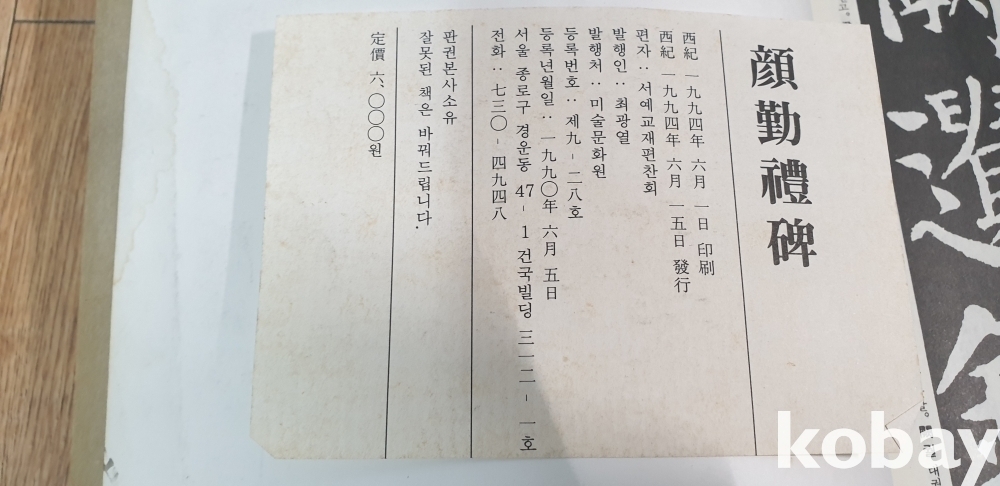 顔勤禮碑
西紀 一九九四年 六月 一日 印刷
西紀 一九九四年 六月 一五日 發行
편자 : 서예교재편찬회
발행인 : 최광열
발행처 : 미술문화원
등록번호 : 제九 - 二八호
등록년월일 : 一九九〇年 六月 五日
서울 종로구 경운동 47 - 1 건국빌딩 三一二 - 一호
전화 : 七三〇 - 四九四八
판권본사소유
잘못된 책은 바꿔드립니다.
定價 六、〇〇〇원
kobay